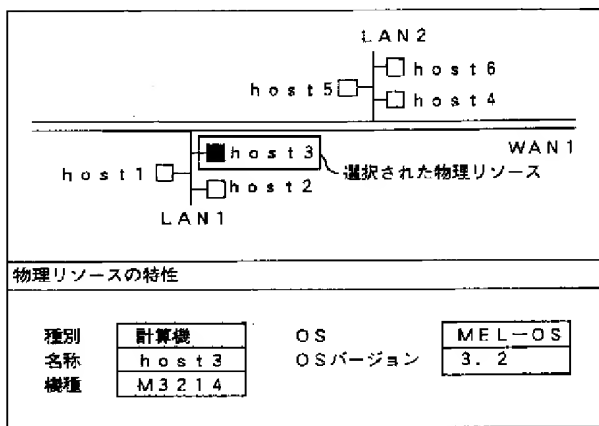 LAN2
host6
host5
host4
WAN1
host3
選択された物理リソース
host1
host2
LAN1
物理リソースの特性
種別 計算機 OS MEL-OS
名称 host3 OSバージョン 3.2
機種 M3214